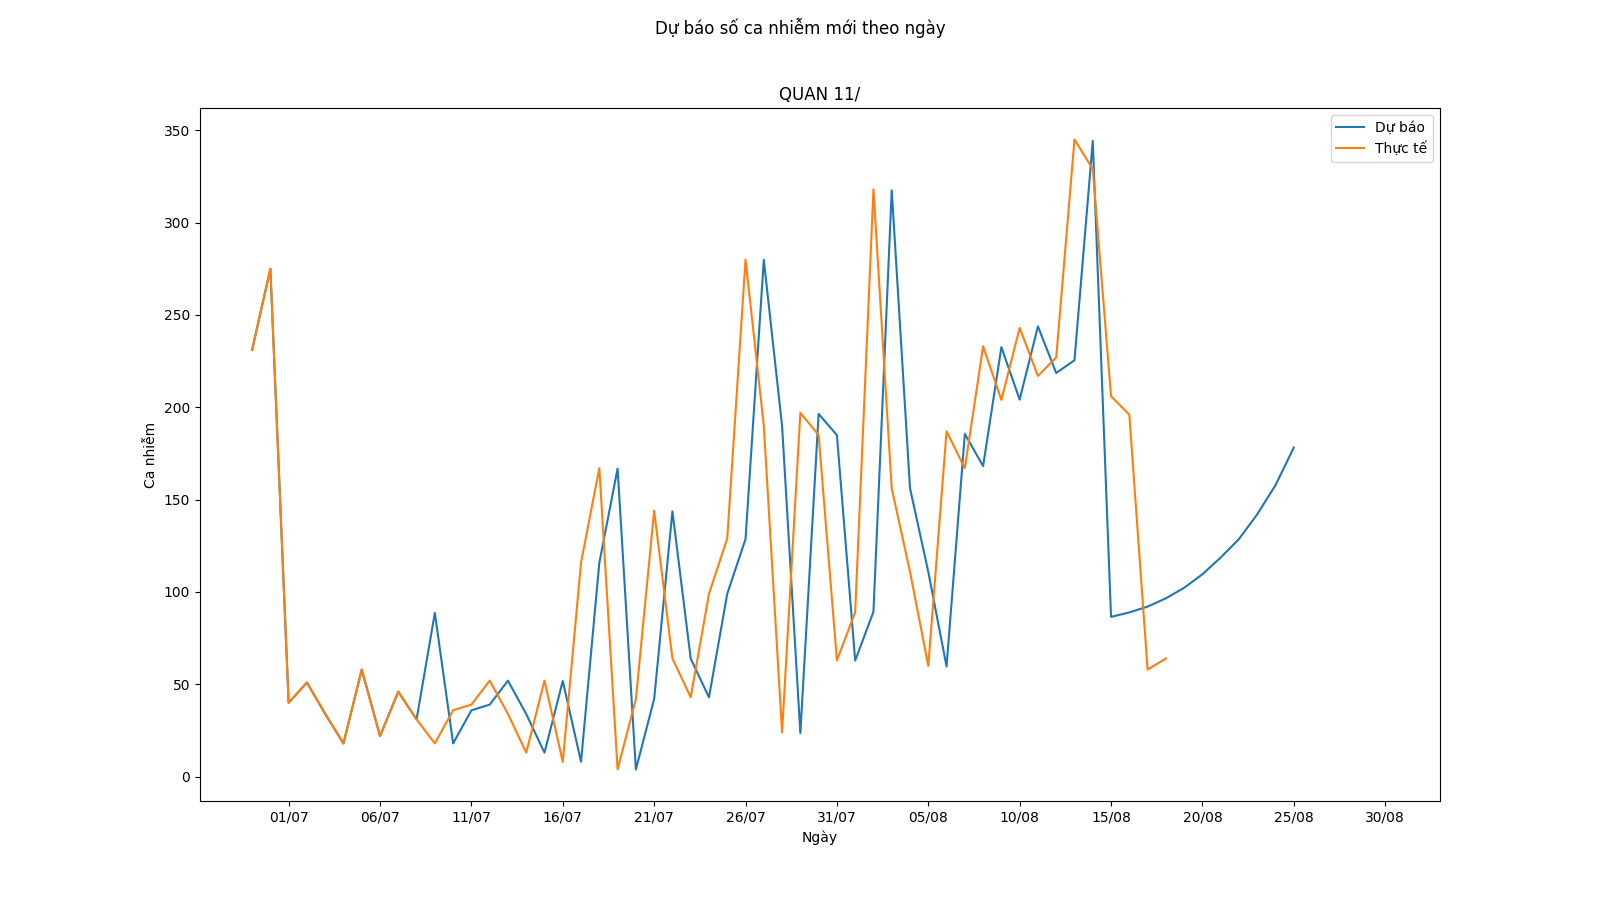 Dự báo số ca nhiễm mới theo ngày
QUAN 11/
Dự báo
Thực tế
350
300
250
200
150
100
50
0
Ca nhiễm
01/07 06/07 11/07 16/07 21/07 26/07 31/07 05/08 10/08 15/08 20/08 25/08 30/08
Ngày